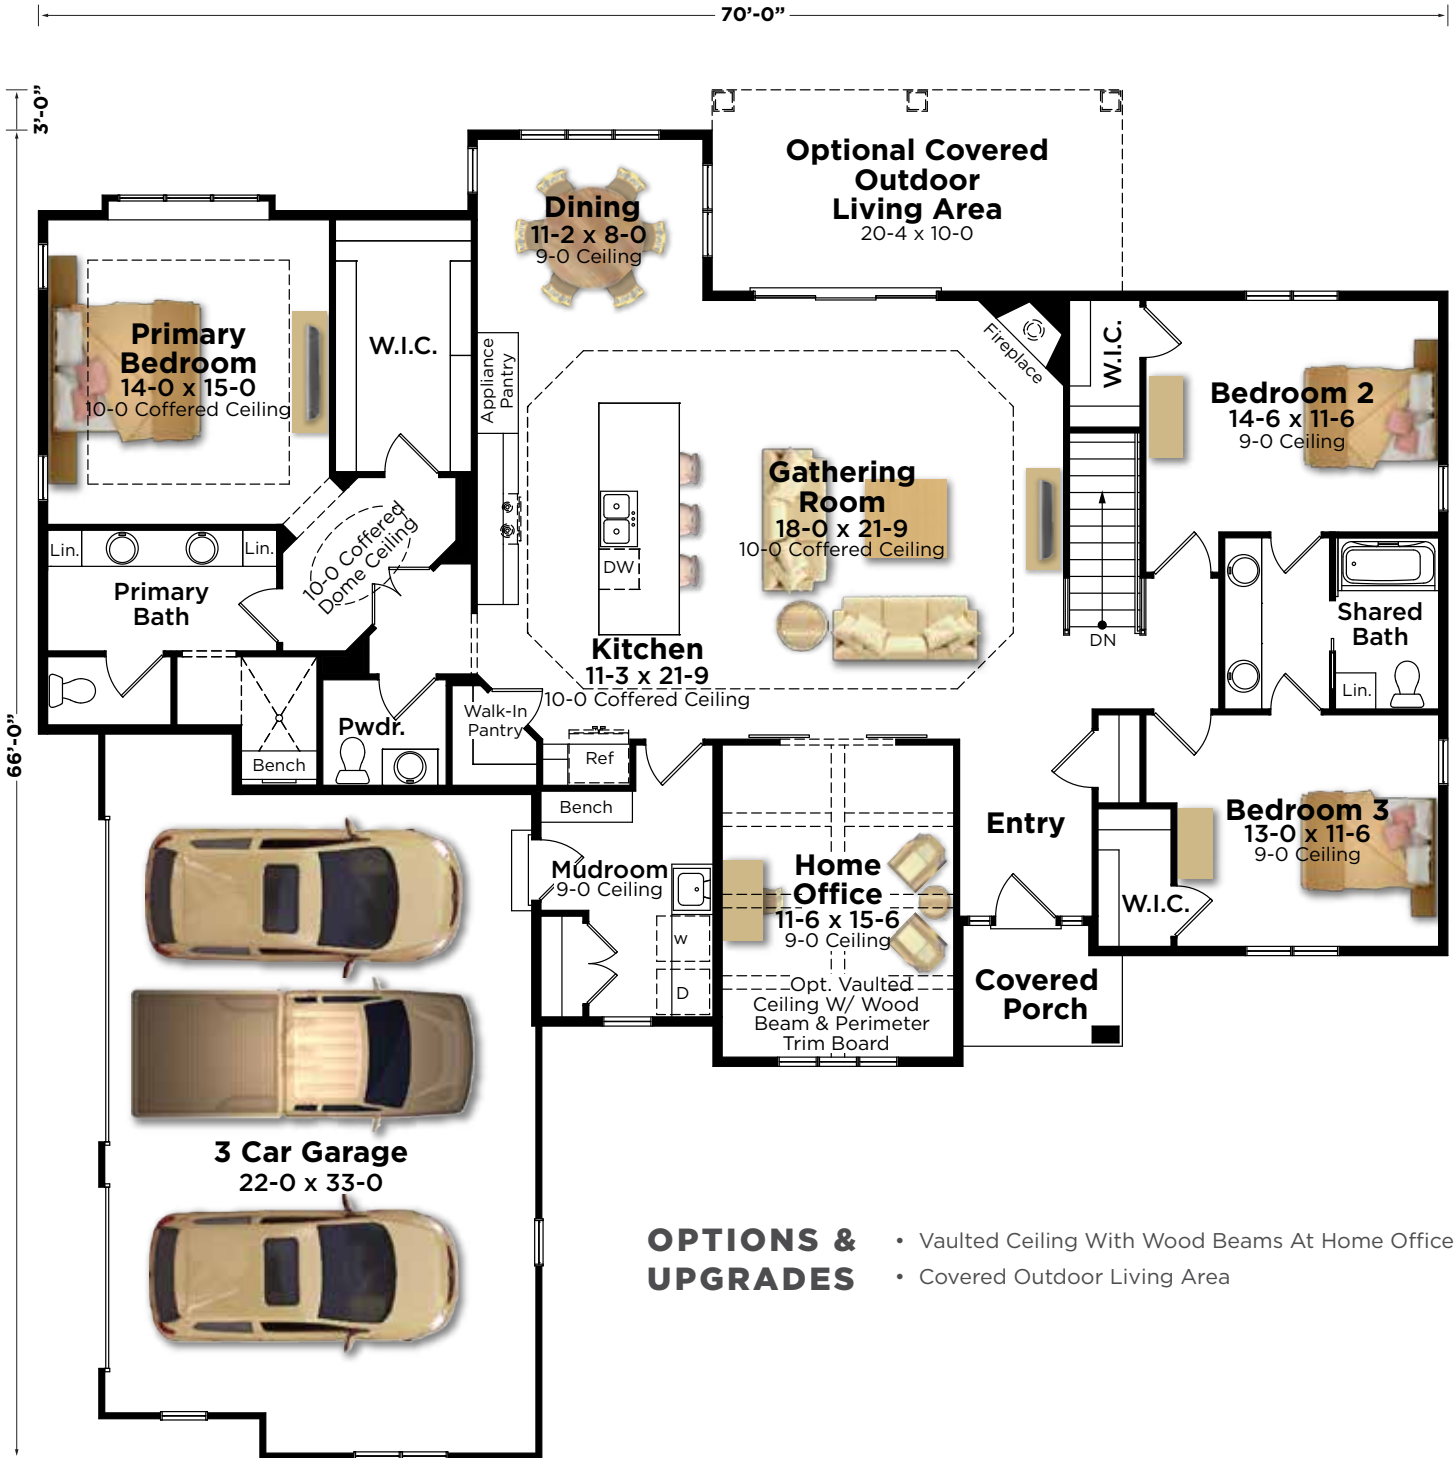 70'-0"
3'-0"
66'-0"
Optional Covered
Outdoor
Living Area
20-4 x 10-0
Dining
11-2 x 8-0
9-0 Ceiling
Primary
Bedroom
14-0 x 15-0
10-0 Coffered Ceiling
W.I.C.
Appliance
Pantry
Fireplace
W.I.C.
Bedroom 2
14-6 x 11-6
9-0 Ceiling
Gathering
Room
18-0 x 21-9
10-0 Coffered Ceiling
10-0 Coffered
Dome Ceiling
Lin.
Lin.
DW
Primary
Bath
Shared
Bath
Lin.
DN
Kitchen
11-3 x 21-9
10-0 Coffered Ceiling
Walk-In
Pantry
Pwdr.
Bench
Ref
Bench
Mudroom
9-0 Ceiling
W
D
Home
Office
11-6 x 15-6
9-0 Ceiling
Opt. Vaulted
Ceiling W/ Wood
Beam & Perimeter
Trim Board
Entry
Bedroom 3
13-0 x 11-6
9-0 Ceiling
W.I.C.
Covered
Porch
3 Car Garage
22-0 x 33-0
OPTIONS &
UPGRADES
• Vaulted Ceiling With Wood Beams At Home Office
• Covered Outdoor Living Area